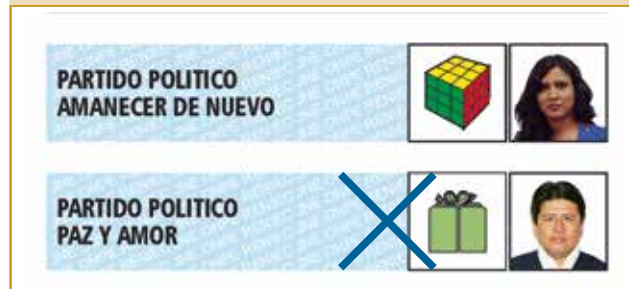 PARTIDO POLITICO
AMANECER DE NUEVO
PARTIDO POLITICO
PAZ Y AMOR